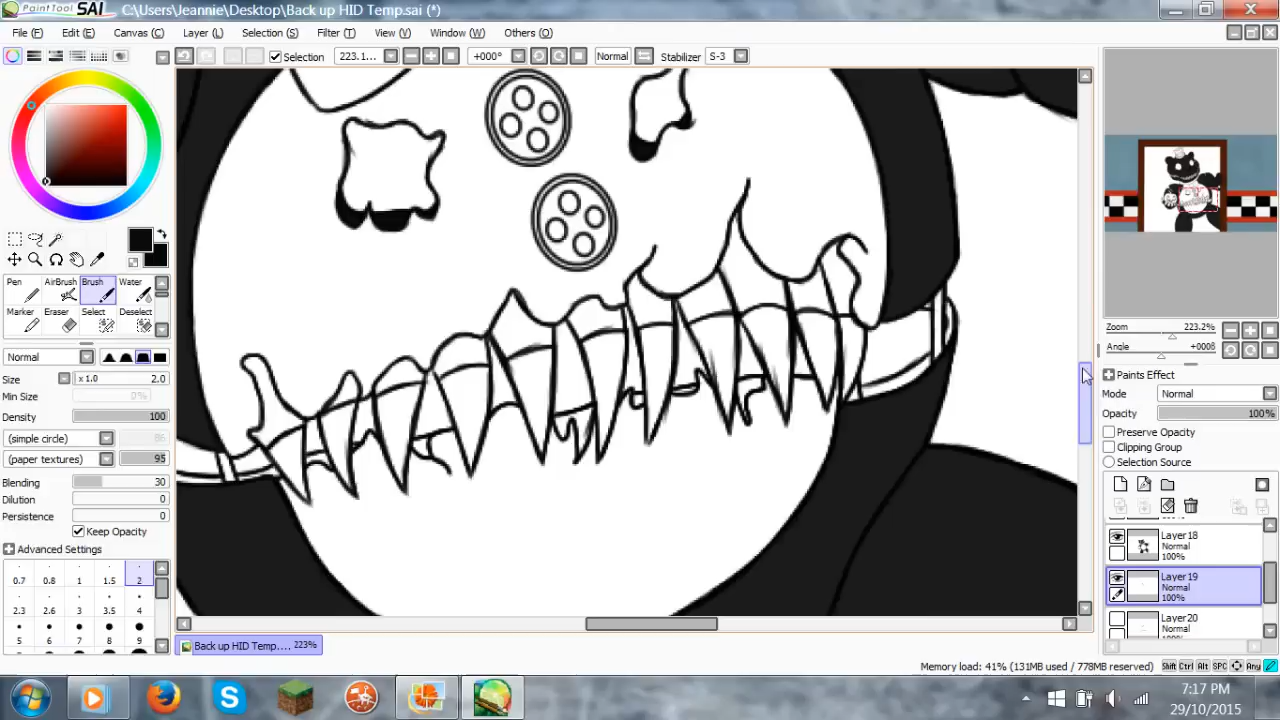 PaintTool SAI C:\Users\Jeannie\Desktop\Back up HID Temp.sai (*)
File (F) Edit (E) Canvas (C) Layer (L) Selection (S) Filter (T) View (V) Window (W) Others (O)
Selection 223.1... +000° Normal Stabilizer S-3
Pen AirBrush Brush Water
Marker Eraser Select Deselect
Normal
Size x 1.0 2.0
Min Size 0%
Density 100
(simple circle)
(paper textures) 95
Blending 30
Dilution 0
Persistence 0
Keep Opacity
Advanced Settings
0.7 0.8 1 1.5 2
2.3 2.6 3 3.5 4
5 6 7 8 9
Back up HID Temp.... 223%
Zoom 223.2%
Angle
Paints Effect
Mode Normal
Opacity 100%
Preserve Opacity
Clipping Group
Selection Source
Layer18
Normal
100%
Layer19
Normal
100%
Layer20
Normal
Memory load: 41% (131MB used / 778MB reserved) Shift Ctrl Alt SPC Any
7:17 PM
29/10/2015